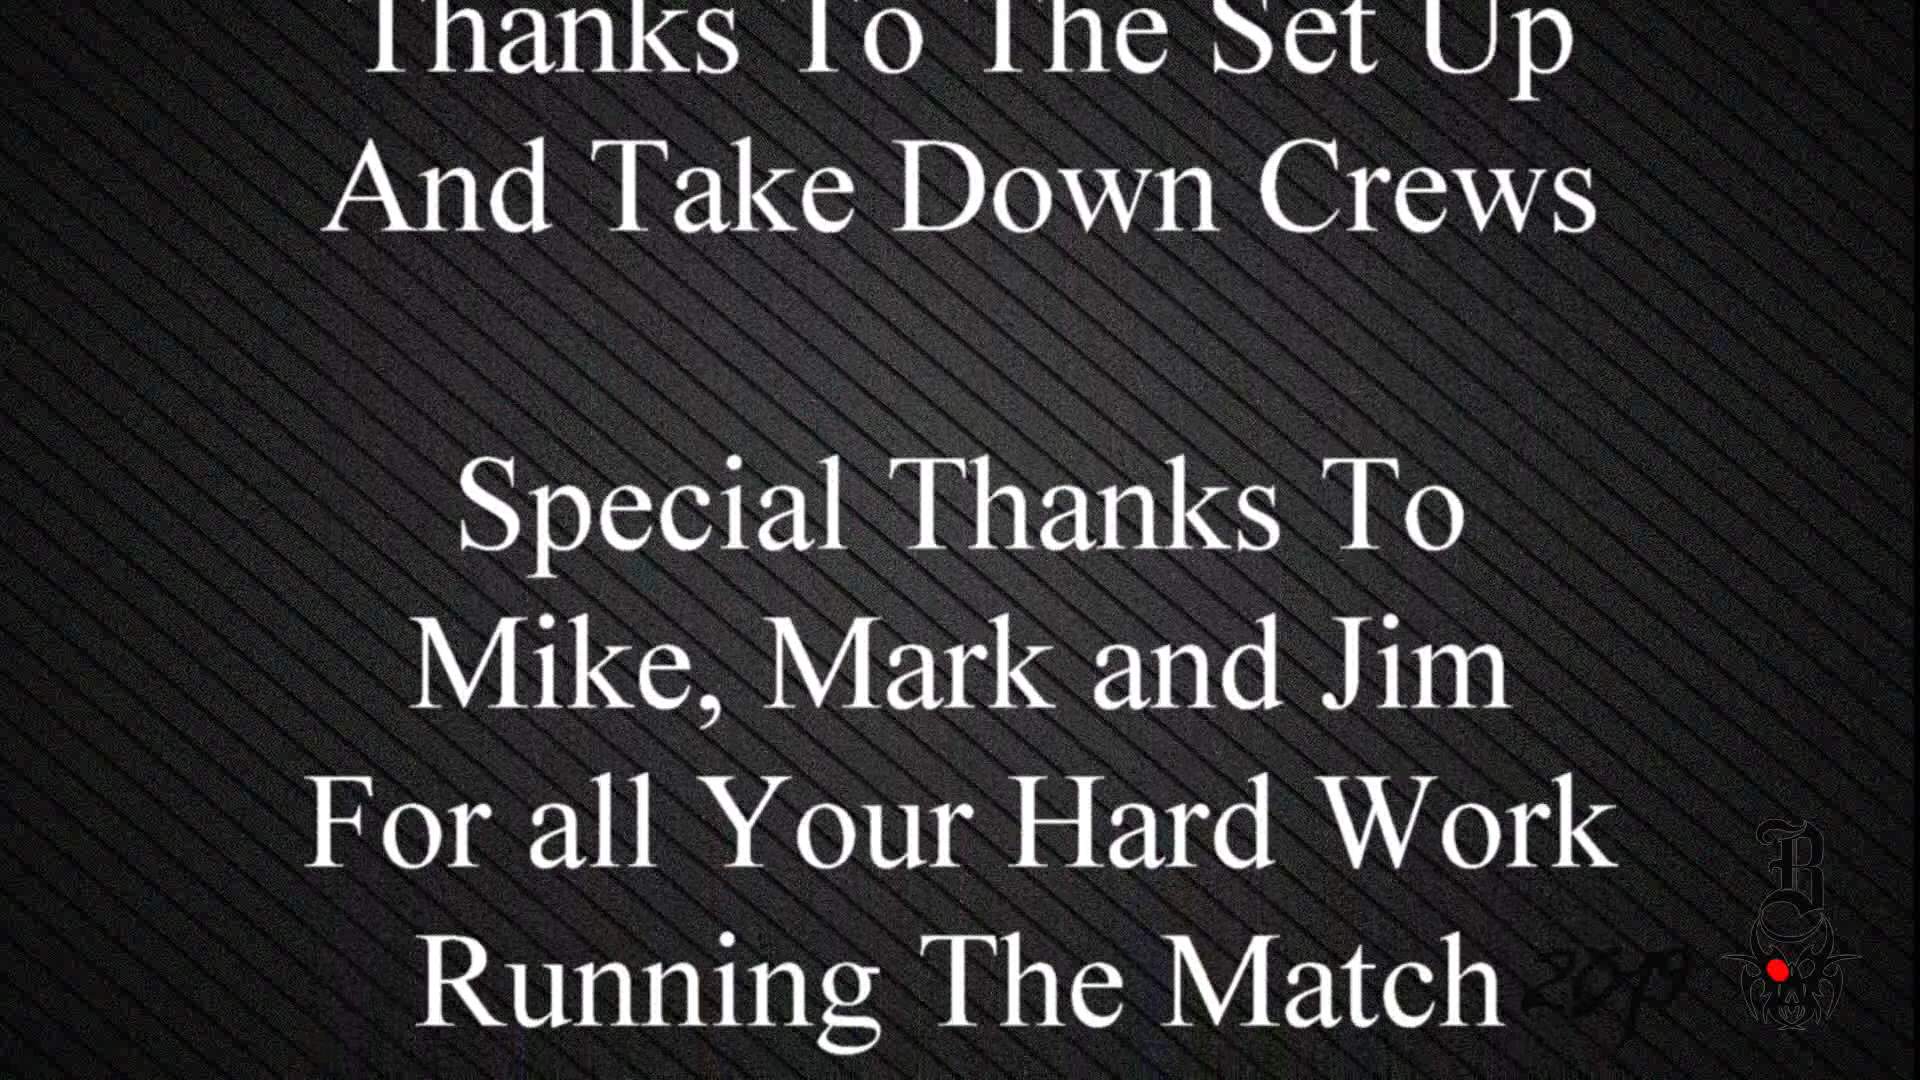 Thanks To The Set Up
And Take Down Crews
Special Thanks To
Mike, Mark and Jim
For all Your Hard Work
Running The Match
2019
B